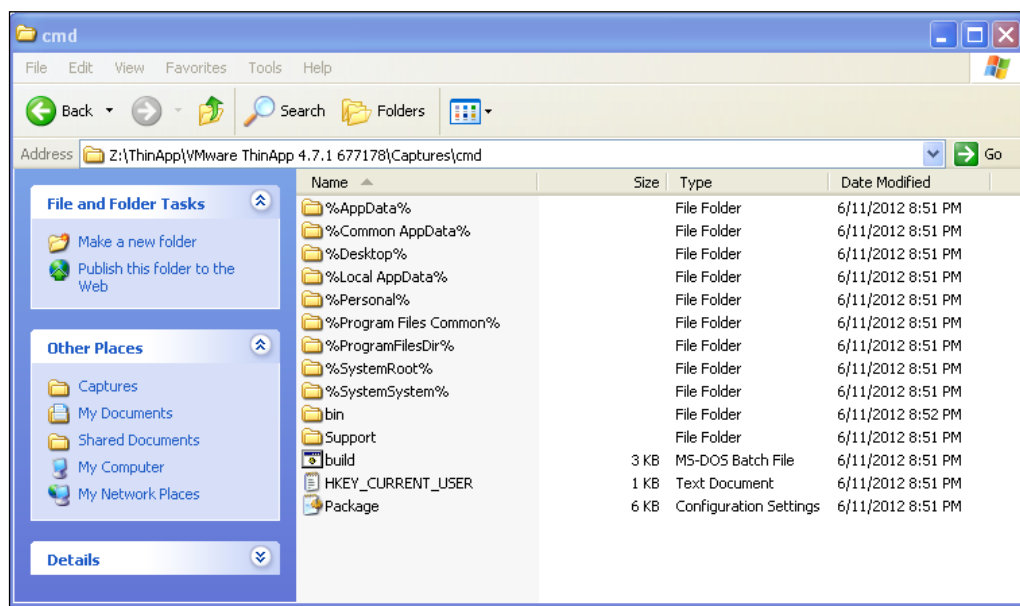 cmd
File Edit View Favorites Tools Help
Back Search Folders
Address Z:\ThinApp\VMware ThinApp 4.7.1 677178\Captures\cmd Go
File and Folder Tasks
Make a new folder
Publish this folder to the
Web
Other Places
Captures
My Documents
Shared Documents
My Computer
My Network Places
Details
Name Size Type Date Modified
%AppData% File Folder 6/11/2012 8:51 PM
%Common AppData% File Folder 6/11/2012 8:51 PM
%Desktop% File Folder 6/11/2012 8:51 PM
%Local AppData% File Folder 6/11/2012 8:51 PM
%Personal% File Folder 6/11/2012 8:51 PM
%Program Files Common% File Folder 6/11/2012 8:51 PM
%ProgramFilesDir% File Folder 6/11/2012 8:51 PM
%SystemRoot% File Folder 6/11/2012 8:51 PM
%SystemSystem% File Folder 6/11/2012 8:51 PM
bin File Folder 6/11/2012 8:52 PM
Support File Folder 6/11/2012 8:51 PM
build 3 KB MS-DOS Batch File 6/11/2012 8:51 PM
HKEY_CURRENT_USER 1 KB Text Document 6/11/2012 8:51 PM
Package 6 KB Configuration Settings 6/11/2012 8:51 PM